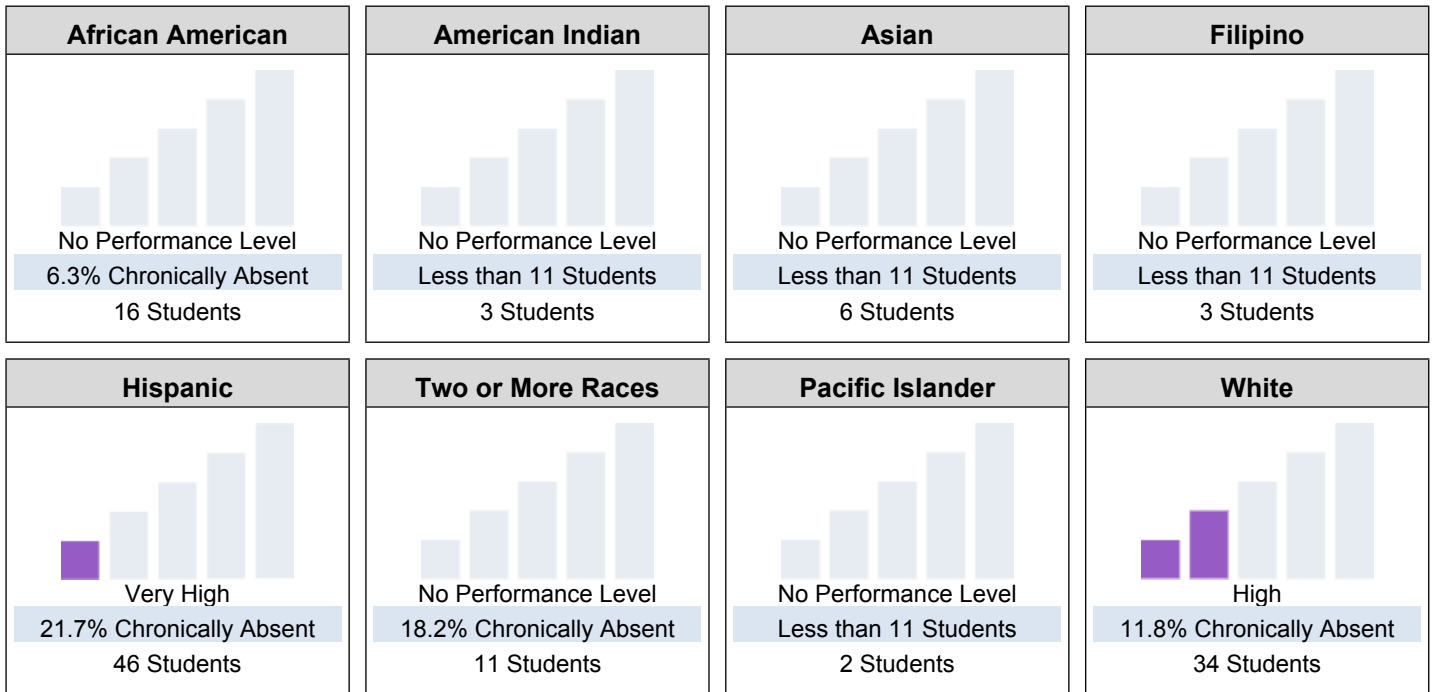 African American
No Performance Level
6.3% Chronically Absent
16 Students
American Indian
No Performance Level
Less than 11 Students
3 Students
Asian
No Performance Level
Less than 11 Students
6 Students
Filipino
No Performance Level
Less than 11 Students
3 Students
Hispanic
Very High
21.7% Chronically Absent
46 Students
Two or More Races
No Performance Level
18.2% Chronically Absent
11 Students
Pacific Islander
No Performance Level
Less than 11 Students
2 Students
White
High
11.8% Chronically Absent
34 Students